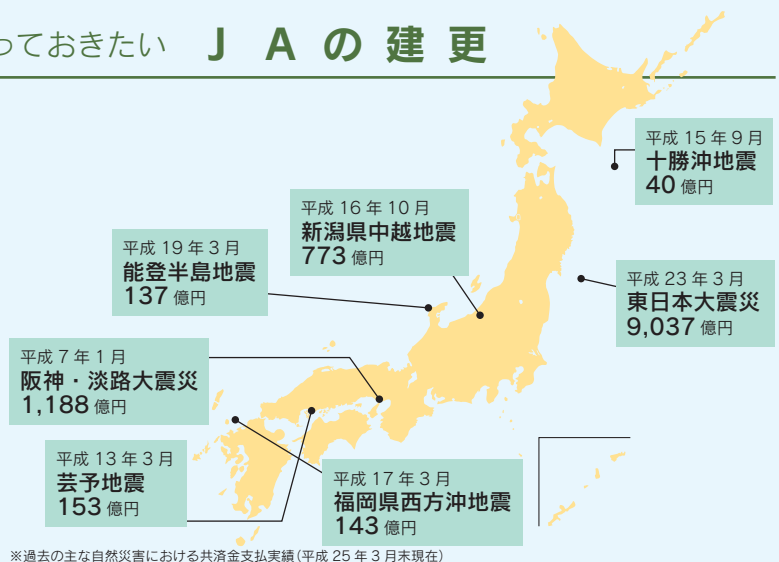 っておきたい JAの建更
平成 15 年 9 月
十勝沖地震
40 億円
平成 16 年 10 月
新潟県中越地震
773 億円
平成 19 年 3 月
能登半島地震
137 億円
平成 23 年 3 月
東日本大震災
9,037 億円
平成 7 年 1 月
阪神・淡路大震災
1,188 億円
平成 13 年 3 月
芸予地震
153 億円
平成 17 年 3 月
福岡県西方沖地震
143 億円
※過去の主な自然災害における共済金支払実績(平成 25 年 3 月末現在)